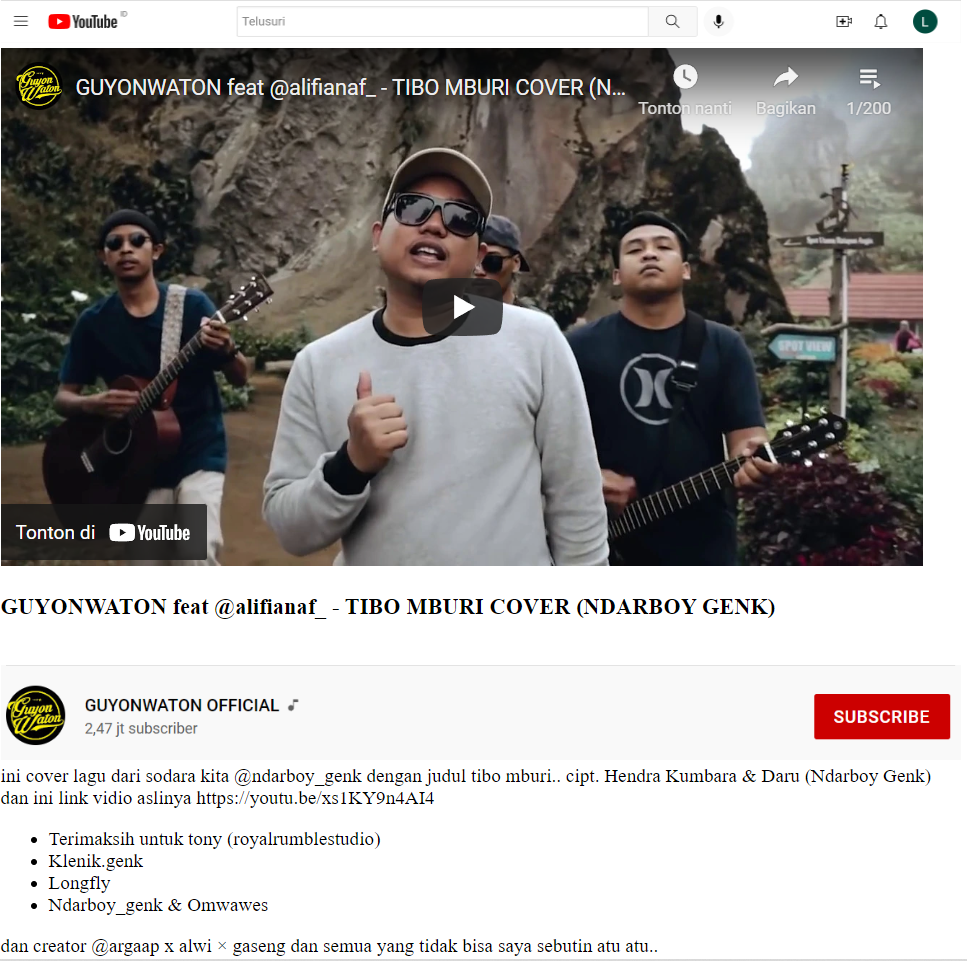 YouTube ID
Telusuri
L
Guyon Waton
GUYONWATON feat @alifianaf_ - TIBO MBURI COVER (N...
Tonton nanti
Bagikan
1/200
SPOT VIEW
Tonton di YouTube
GUYONWATON feat @alifianaf_ - TIBO MBURI COVER (NDARBOY GENK)
Guyon Waton
GUYONWATON OFFICIAL
2,47 jt subscriber
SUBSCRIBE
ini cover lagu dari sodara kita @ndarboy_genk dengan judul tibo mburi.. cipt. Hendra Kumbara & Daru (Ndarboy Genk)
dan ini link vidio aslinya https://youtu.be/xs1KY9n4AI4
Terimaksih untuk tony (royalrumblestudio)
Klenik.genk
Longfly
Ndarboy_genk & Omwawes
dan creator @argaap x alwi × gaseng dan semua yang tidak bisa saya sebutin atu atu..